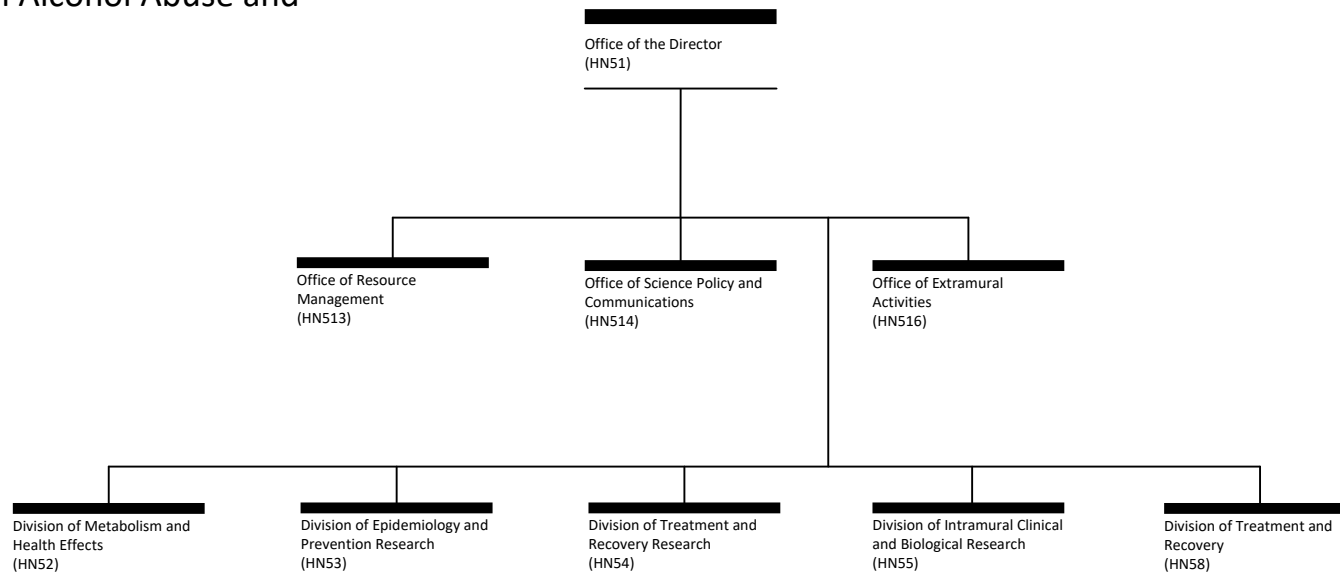 Alcohol Abuse and
Office of the Director
(HN51)
Office of Resource
Management
(HN513)
Office of Science Policy and
Communications
(HN514)
Office of Extramural
Activities
(HN516)
Division of Metabolism and
Health Effects
(HN52)
Division of Epidemiology and
Prevention Research
(HN53)
Division of Treatment and
Recovery Research
(HN54)
Division of Intramural Clinical
and Biological Research
(HN55)
Division of Treatment and
Recovery
(HN58)